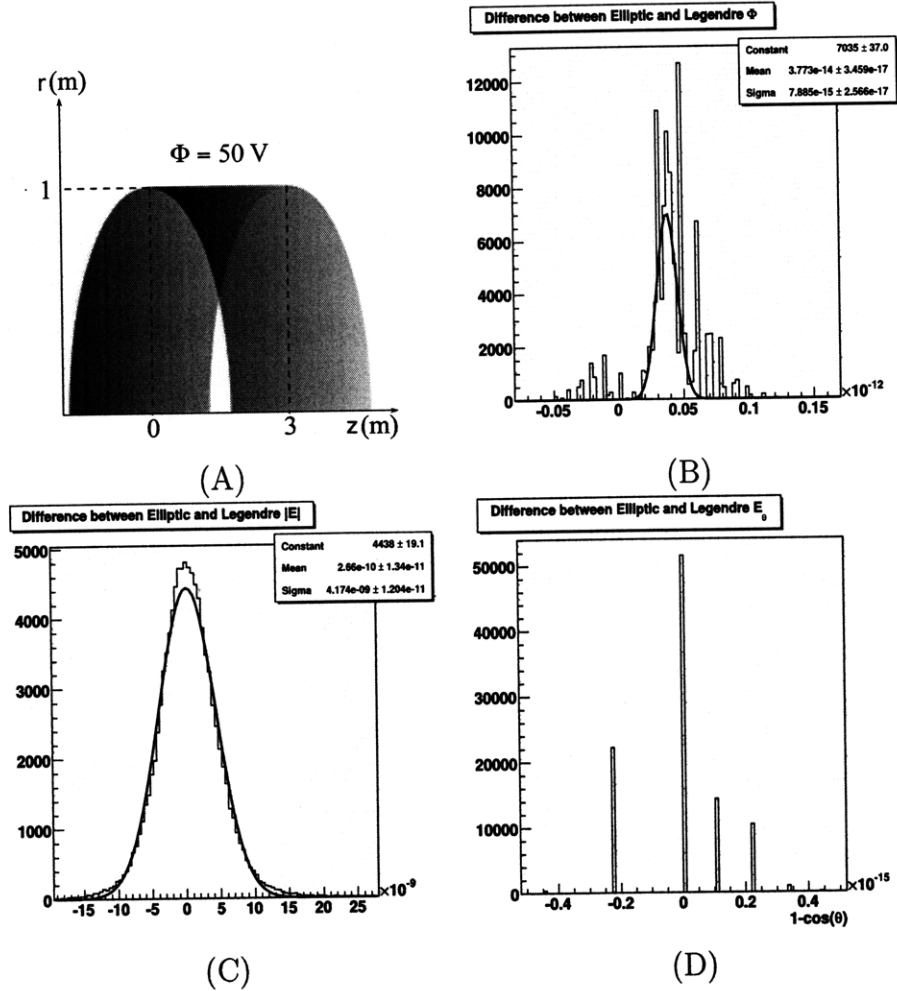 r(m)
Φ = 50 V
1
0
3
z(m)
(A)
Difference between Elliptic and Legendre Φ
Constant 7035 ± 37.0
Mean 3.773e-14 ± 3.459e-17
Sigma 7.885e-15 ± 2.566e-17
12000
10000
8000
6000
4000
2000
0
-0.05 0 0.05 0.1 0.15
×10⁻¹²
(B)
Difference between Elliptic and Legendre |E|
Constant 4438 ± 19.1
Mean 2.66e-10 ± 1.34e-11
Sigma 4.174e-09 ± 1.204e-11
5000
4000
3000
2000
1000
0
-15 -10 -5 0 5 10 15 20 25
×10⁻⁹
(C)
Difference between Elliptic and Legendre E_θ
50000
40000
30000
20000
10000
0
-0.4 -0.2 0 0.2 0.4
×10⁻¹⁵
1-cos(θ)
(D)